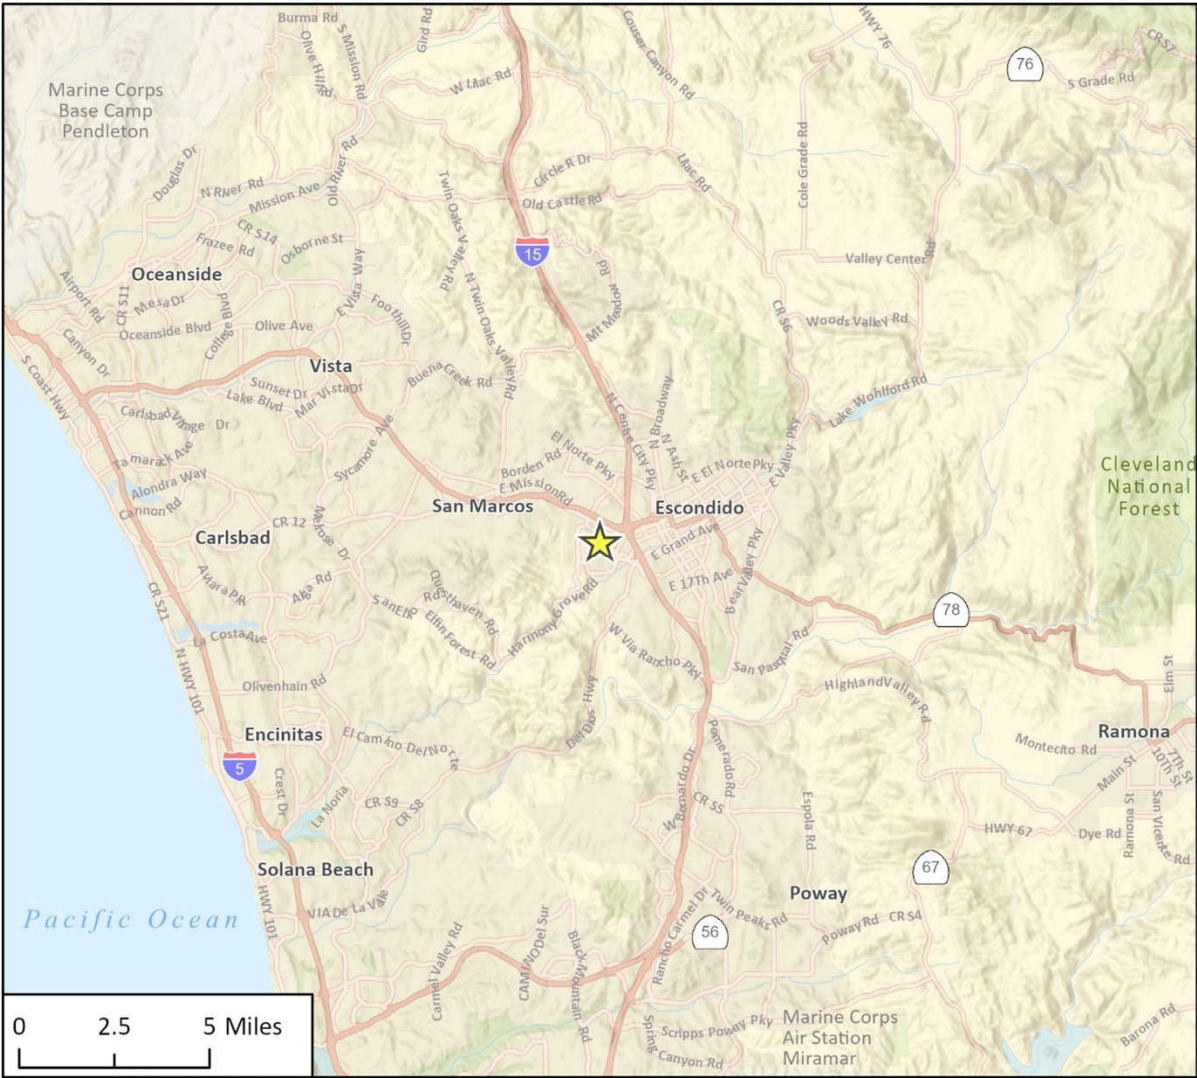 Burma Rd
Olive Hill Rd
S Mission Rd
Gird Rd
Couser Canyon Rd
HWY 76
CR S7
76
S Grade Rd
W Lilac Rd
Marine Corps
Base Camp
Pendleton
Douglas Dr
N River Rd
Mission Ave
Old River Rd
Circle R Dr
Old Castle Rd
Lilac Rd
Cole Grade Rd
Twin Oaks Valley Rd
CR S14
Frazee Rd
Osborne St
15
Valley Center Rd
Oceanside
Airport Rd
CR S11
Mesa Dr
College Blvd
E Vista Way
Foothill Dr
N Twin Oaks Valley Rd
Mt Meadow Rd
CR S6
Woods Valley Rd
Oceanside Blvd
Olive Ave
Canyon Dr
S Coast Hwy
Vista
Sunset Dr
Lake Blvd
Mar Vista Dr
Buena Creek Rd
N Centre City Pky
N Broadway
N Ash St
Lake Wohlford Rd
Carlsbad Village Dr
Sycamore Ave
El Norte Pky
E El Norte Pky
E Valley Pky
Tamarack Ave
Alondra Way
Cannon Rd
Borden Rd
E Mission Rd
Cleveland
National
Forest
San Marcos
Escondido
Carlsbad
CR 12
Melrose Dr
E Grand Ave
E 17Th Ave
Bear Valley Pky
CR S21
Alga Rd
Questhaven Rd
Elfin Forest Rd
Harmony Grove Rd
78
La Costa Ave
W Via Rancho Pky
San Pasqual Rd
N HWY 101
Olivenhain Rd
Del Dios Hwy
Highland Valley Rd
Elm St
Encinitas
El Camino Del Norte
Pomerado Rd
Ramona
Montecito Rd
Main St
7Th St
10Th St
5
Crest Dr
La Noria
CR S9
CR S8
W Bernardo Dr
CR S5
Espola Rd
HWY 67
Dye Rd
Ramona St
San Vicente Rd
Solana Beach
67
Poway
HWY 101
VIA De La Valle
Pacific Ocean
Carmel Valley Rd
CAMINO Del Sur
Black Mountain Rd
Rancho Carmel Dr
Twin Peaks Rd
56
Poway Rd
CR S4
0 2.5 5 Miles
Spring Canyon Rd
Scripps Poway Pky
Marine Corps
Air Station
Miramar
Barona Rd